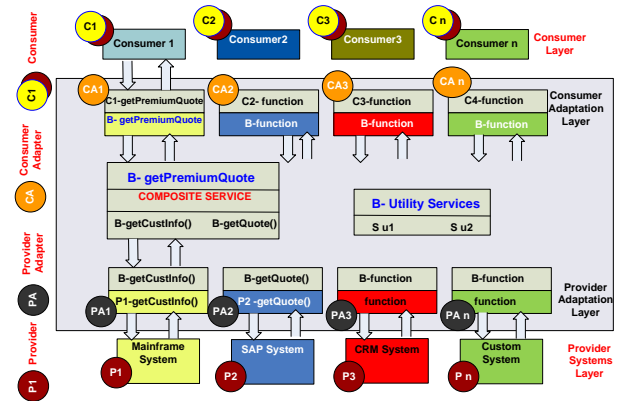 Consumer
C1
C2
C3
C n
Consumer 1
Consumer2
Consumer3
Consumer n
Consumer
Layer
C1
CA1
CA2
CA3
CA n
C1-getPremiumQuote
C2- function
C3-function
C4-function
B- getPremiumQuote
B-function
B-function
B-function
Consumer
Adaptation
Layer
Consumer
Adapter
B- getPremiumQuote
COMPOSITE SERVICE
B-getCustInfo()
B-getQuote()
B- Utility Services
S u1
S u2
CA
Provider
Adapter
B-getCustInfo()
B-getQuote()
B-function
B-function
P1-getCustInfo()
P2 -getQuote()
function
function
Provider
Adaptation
Layer
PA
PA1
PA2
PA3
PA n
Provider
Mainframe
System
SAP System
CRM System
Custom
System
Provider
Systems
Layer
P1
P1
P2
P3
P n